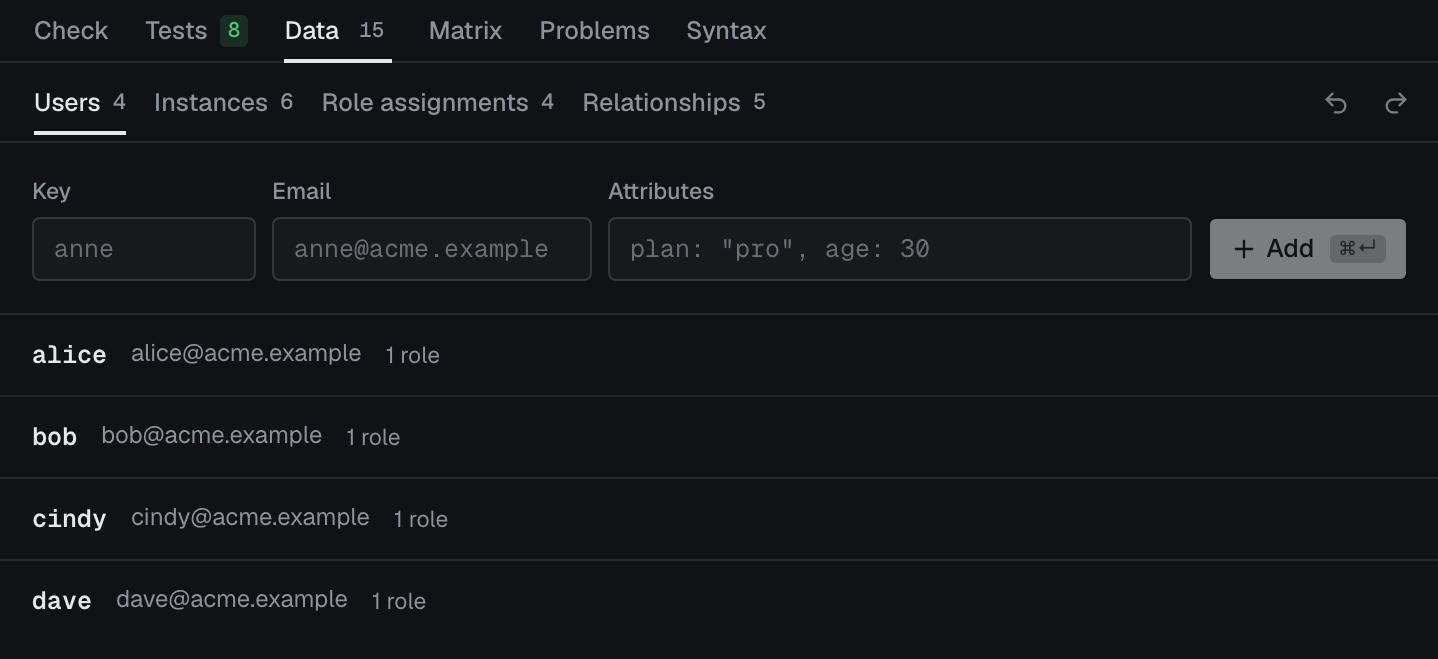 Check Tests 8 Data 15 Matrix Problems Syntax
Users 4 Instances 6 Role assignments 4 Relationships 5
Key Email Attributes
anne anne@acme.example plan: "pro", age: 30 + Add ⌘↵
alice alice@acme.example 1 role
bob bob@acme.example 1 role
cindy cindy@acme.example 1 role
dave dave@acme.example 1 role